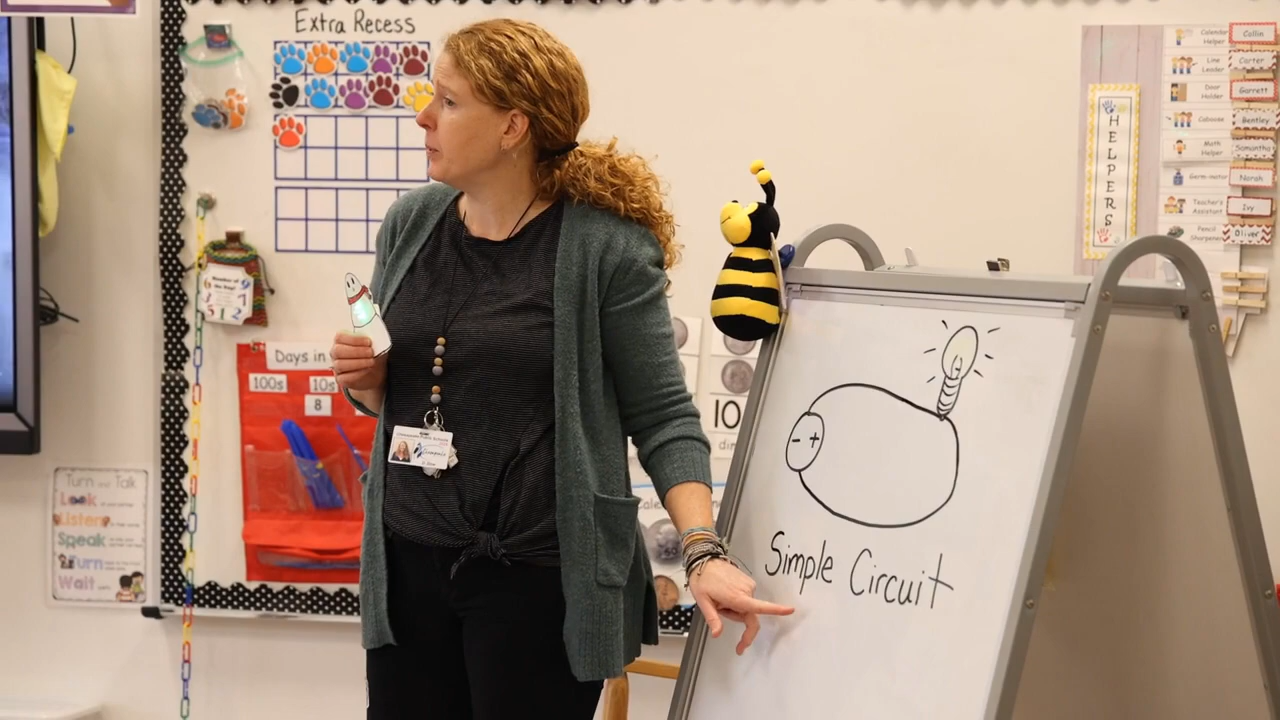 Extra Recess
Days in
100s
10s
8
Turn and Talk
Look
Listen
Speak
Turn
Wait
- +
Simple Circuit
10
HELPERS
Calendar Helper
Collin
Line Leader
Carter
Door Holder
Garrett
Caboose
Bentley
Math Helper
Samantha
Norah
Teacher's Assistant
Ivy
Pencil Sharpener
Oliver